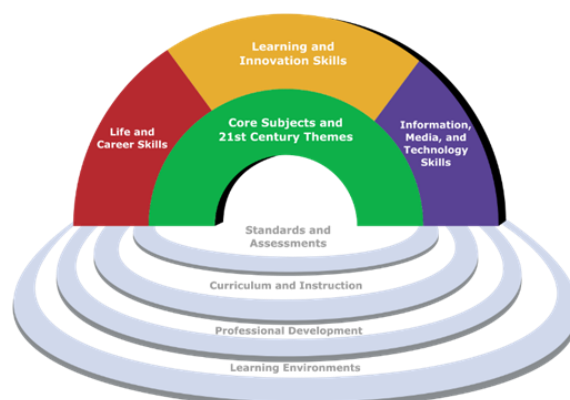 Learning and
Innovation Skills
Core Subjects and
21st Century Themes
Life and
Career Skills
Information,
Media, and
Technology
Skills
Standards and
Assessments
Curriculum and Instruction
Professional Development
Learning Environments